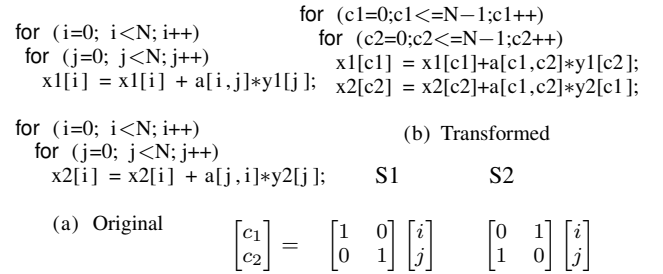 for (i=0; i<N; i++)
for (j=0; j<N; j++)
x1[i] = x1[i] + a[i,j]*y1[j];
for (i=0; i<N; i++)
for (j=0; j<N; j++)
x2[i] = x2[i] + a[j,i]*y2[j];
(a) Original
for (c1=0;c1<=N−1;c1++)
for (c2=0;c2<=N−1;c2++)
x1[c1] = x1[c1]+a[c1,c2]*y1[c2];
x2[c2] = x2[c2]+a[c1,c2]*y2[c1];
(b) Transformed
S1 S2
[c1 c2] = [1 0 0 1] [i j] [0 1 1 0] [i j]